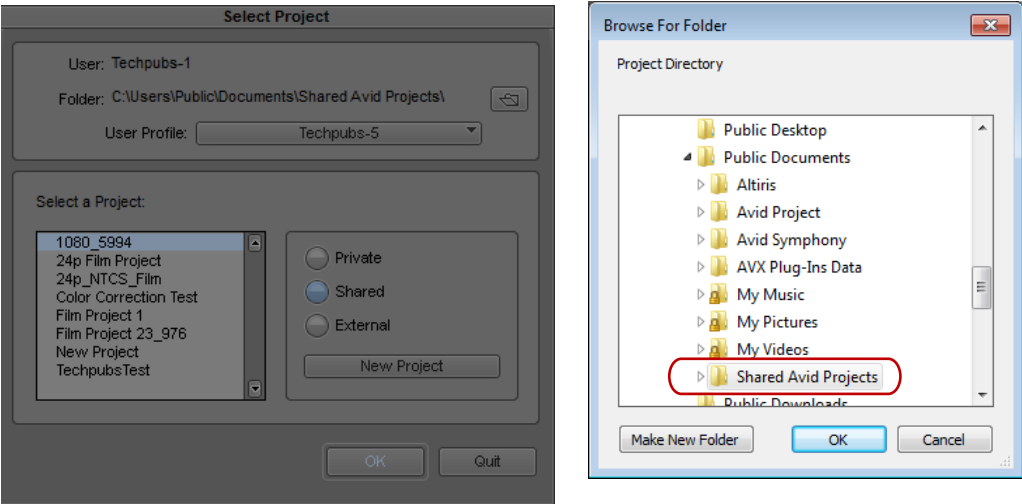 Select Project
User: Techpubs-1
Folder: C:\Users\Public\Documents\Shared Avid Projects\
User Profile: Techpubs-5
Select a Project:
1080_5994
24p Film Project
24p_NTCS_Film
Color Correction Test
Film Project 1
Film Project 23_976
New Project
TechpubsTest
Private
Shared
External
New Project
OK Quit
Browse For Folder
Project Directory
Public Desktop
Public Documents
Altiris
Avid Project
Avid Symphony
AVX Plug-Ins Data
My Music
My Pictures
My Videos
Shared Avid Projects
Public Downloads
Make New Folder OK Cancel